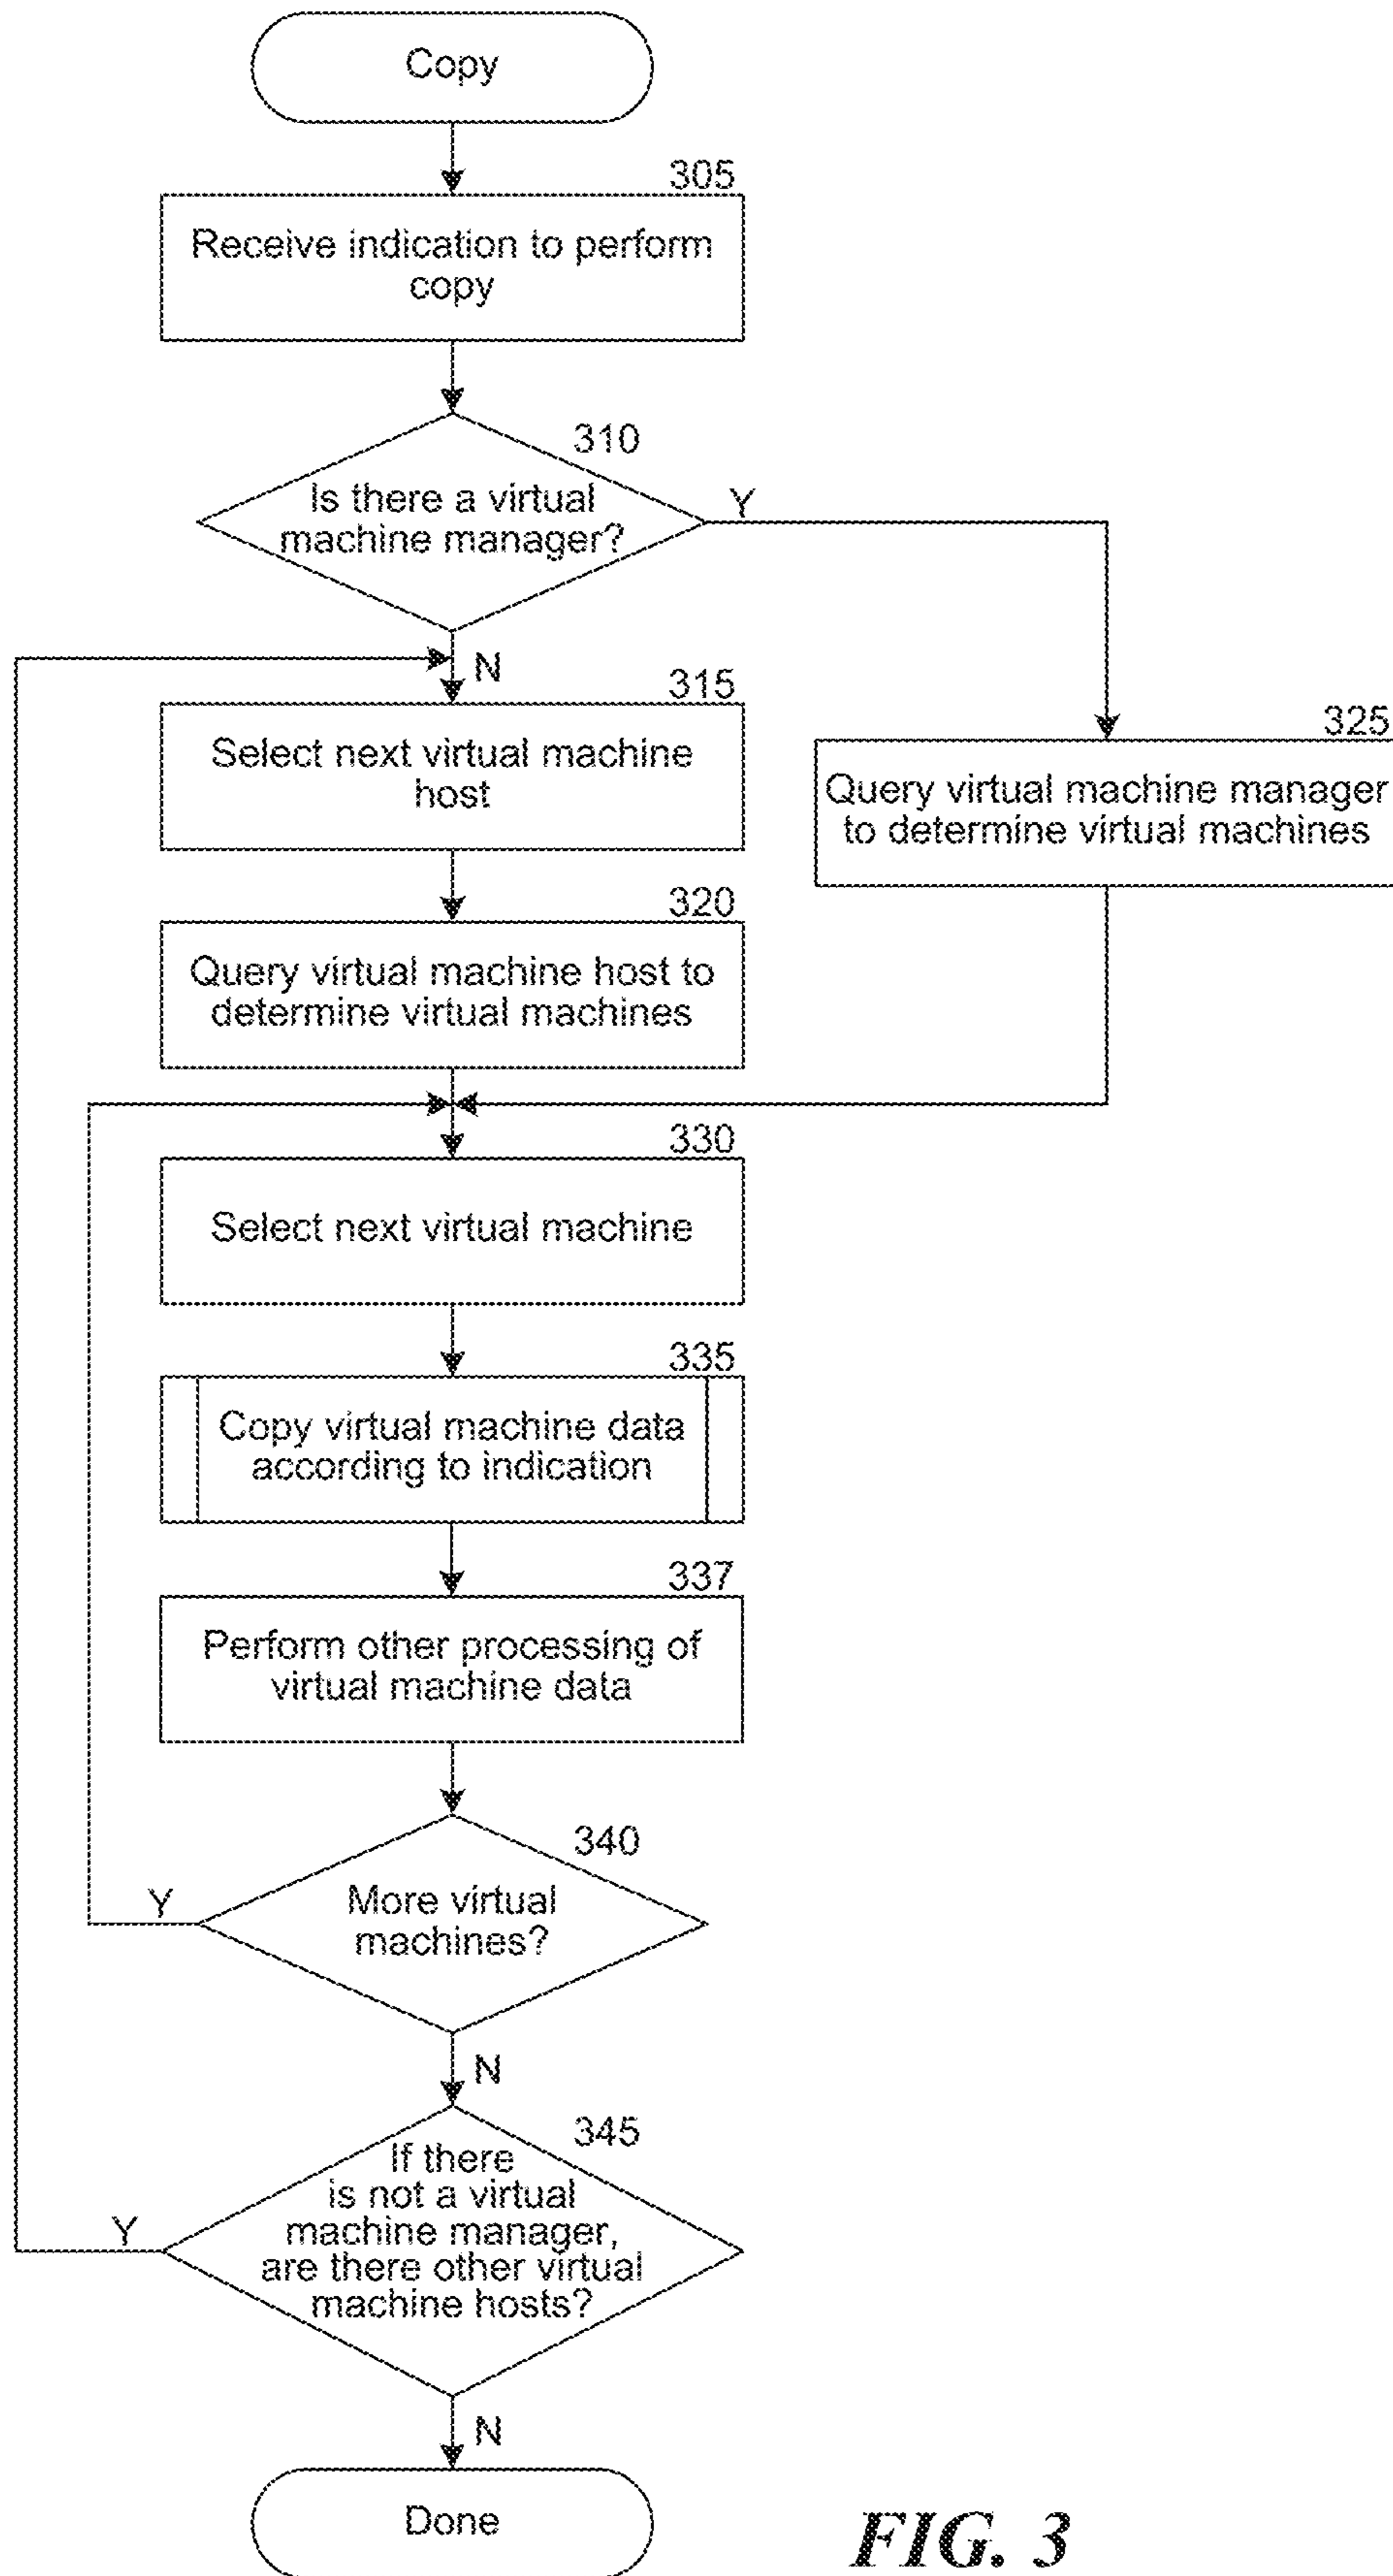 Copy
305
Receive indication to perform
copy
310
Is there a virtual
machine manager?
Y
N
315
Select next virtual machine
host
325
Query virtual machine manager
to determine virtual machines
320
Query virtual machine host to
determine virtual machines
330
Select next virtual machine
335
Copy virtual machine data
according to indication
337
Perform other processing of
virtual machine data
340
More virtual
machines?
Y
N
345
If there
is not a virtual
machine manager,
are there other virtual
machine hosts?
Y
N
Done
FIG. 3